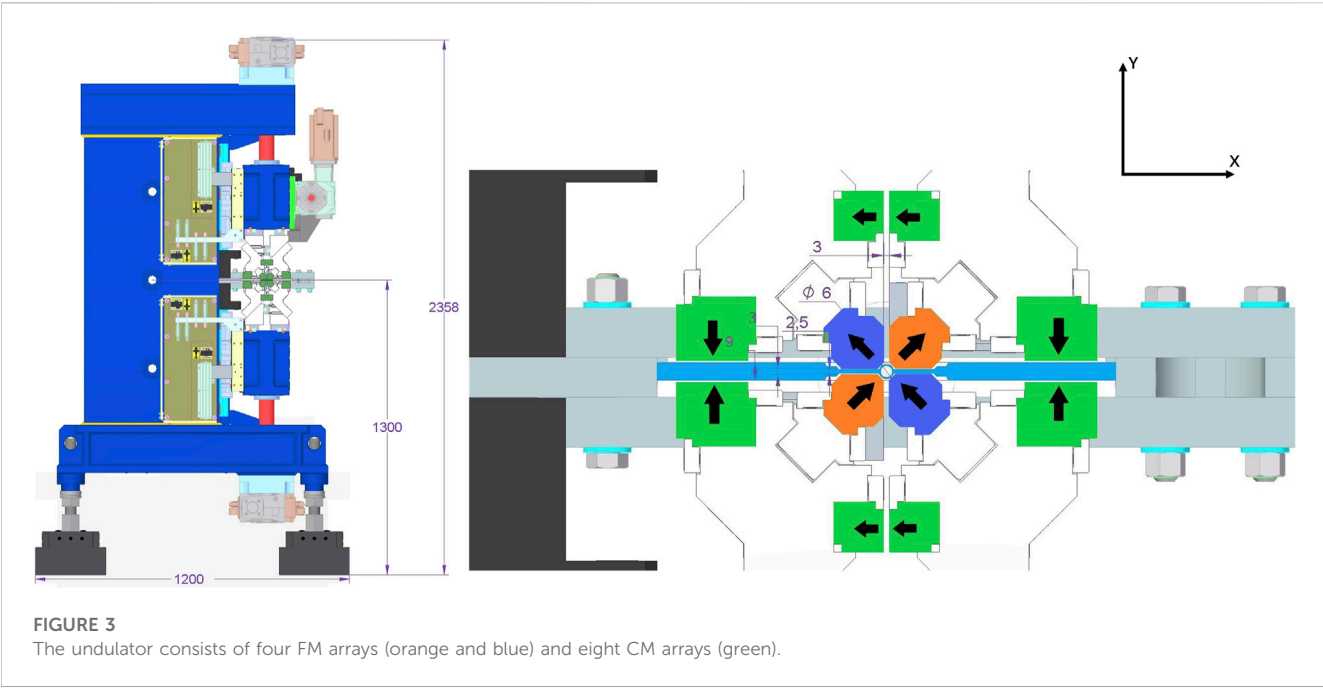 2358
1300
1200
Y
X
3
Φ 6
3
2,5
9
FIGURE 3
The undulator consists of four FM arrays (orange and blue) and eight CM arrays (green).